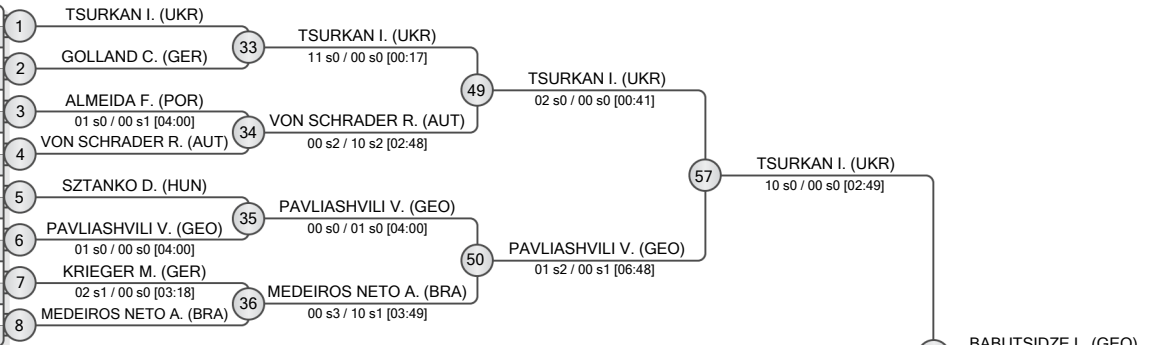 1
TSURKAN I. (UKR)
2
GOLLAND C. (GER)
33
TSURKAN I. (UKR)
11 s0 / 00 s0 [00:17]
3
ALMEIDA F. (POR)
01 s0 / 00 s1 [04:00]
4
VON SCHRADER R. (AUT)
34
VON SCHRADER R. (AUT)
00 s2 / 10 s2 [02:48]
49
TSURKAN I. (UKR)
02 s0 / 00 s0 [00:41]
5
SZTANKO D. (HUN)
6
PAVLIASHVILI V. (GEO)
01 s0 / 00 s0 [04:00]
35
PAVLIASHVILI V. (GEO)
00 s0 / 01 s0 [04:00]
7
KRIEGER M. (GER)
02 s1 / 00 s0 [03:18]
8
MEDEIROS NETO A. (BRA)
36
MEDEIROS NETO A. (BRA)
00 s3 / 10 s1 [03:49]
50
PAVLIASHVILI V. (GEO)
01 s2 / 00 s1 [06:48]
57
TSURKAN I. (UKR)
10 s0 / 00 s0 [02:49]
BABUTSIDZE L. (GEO)